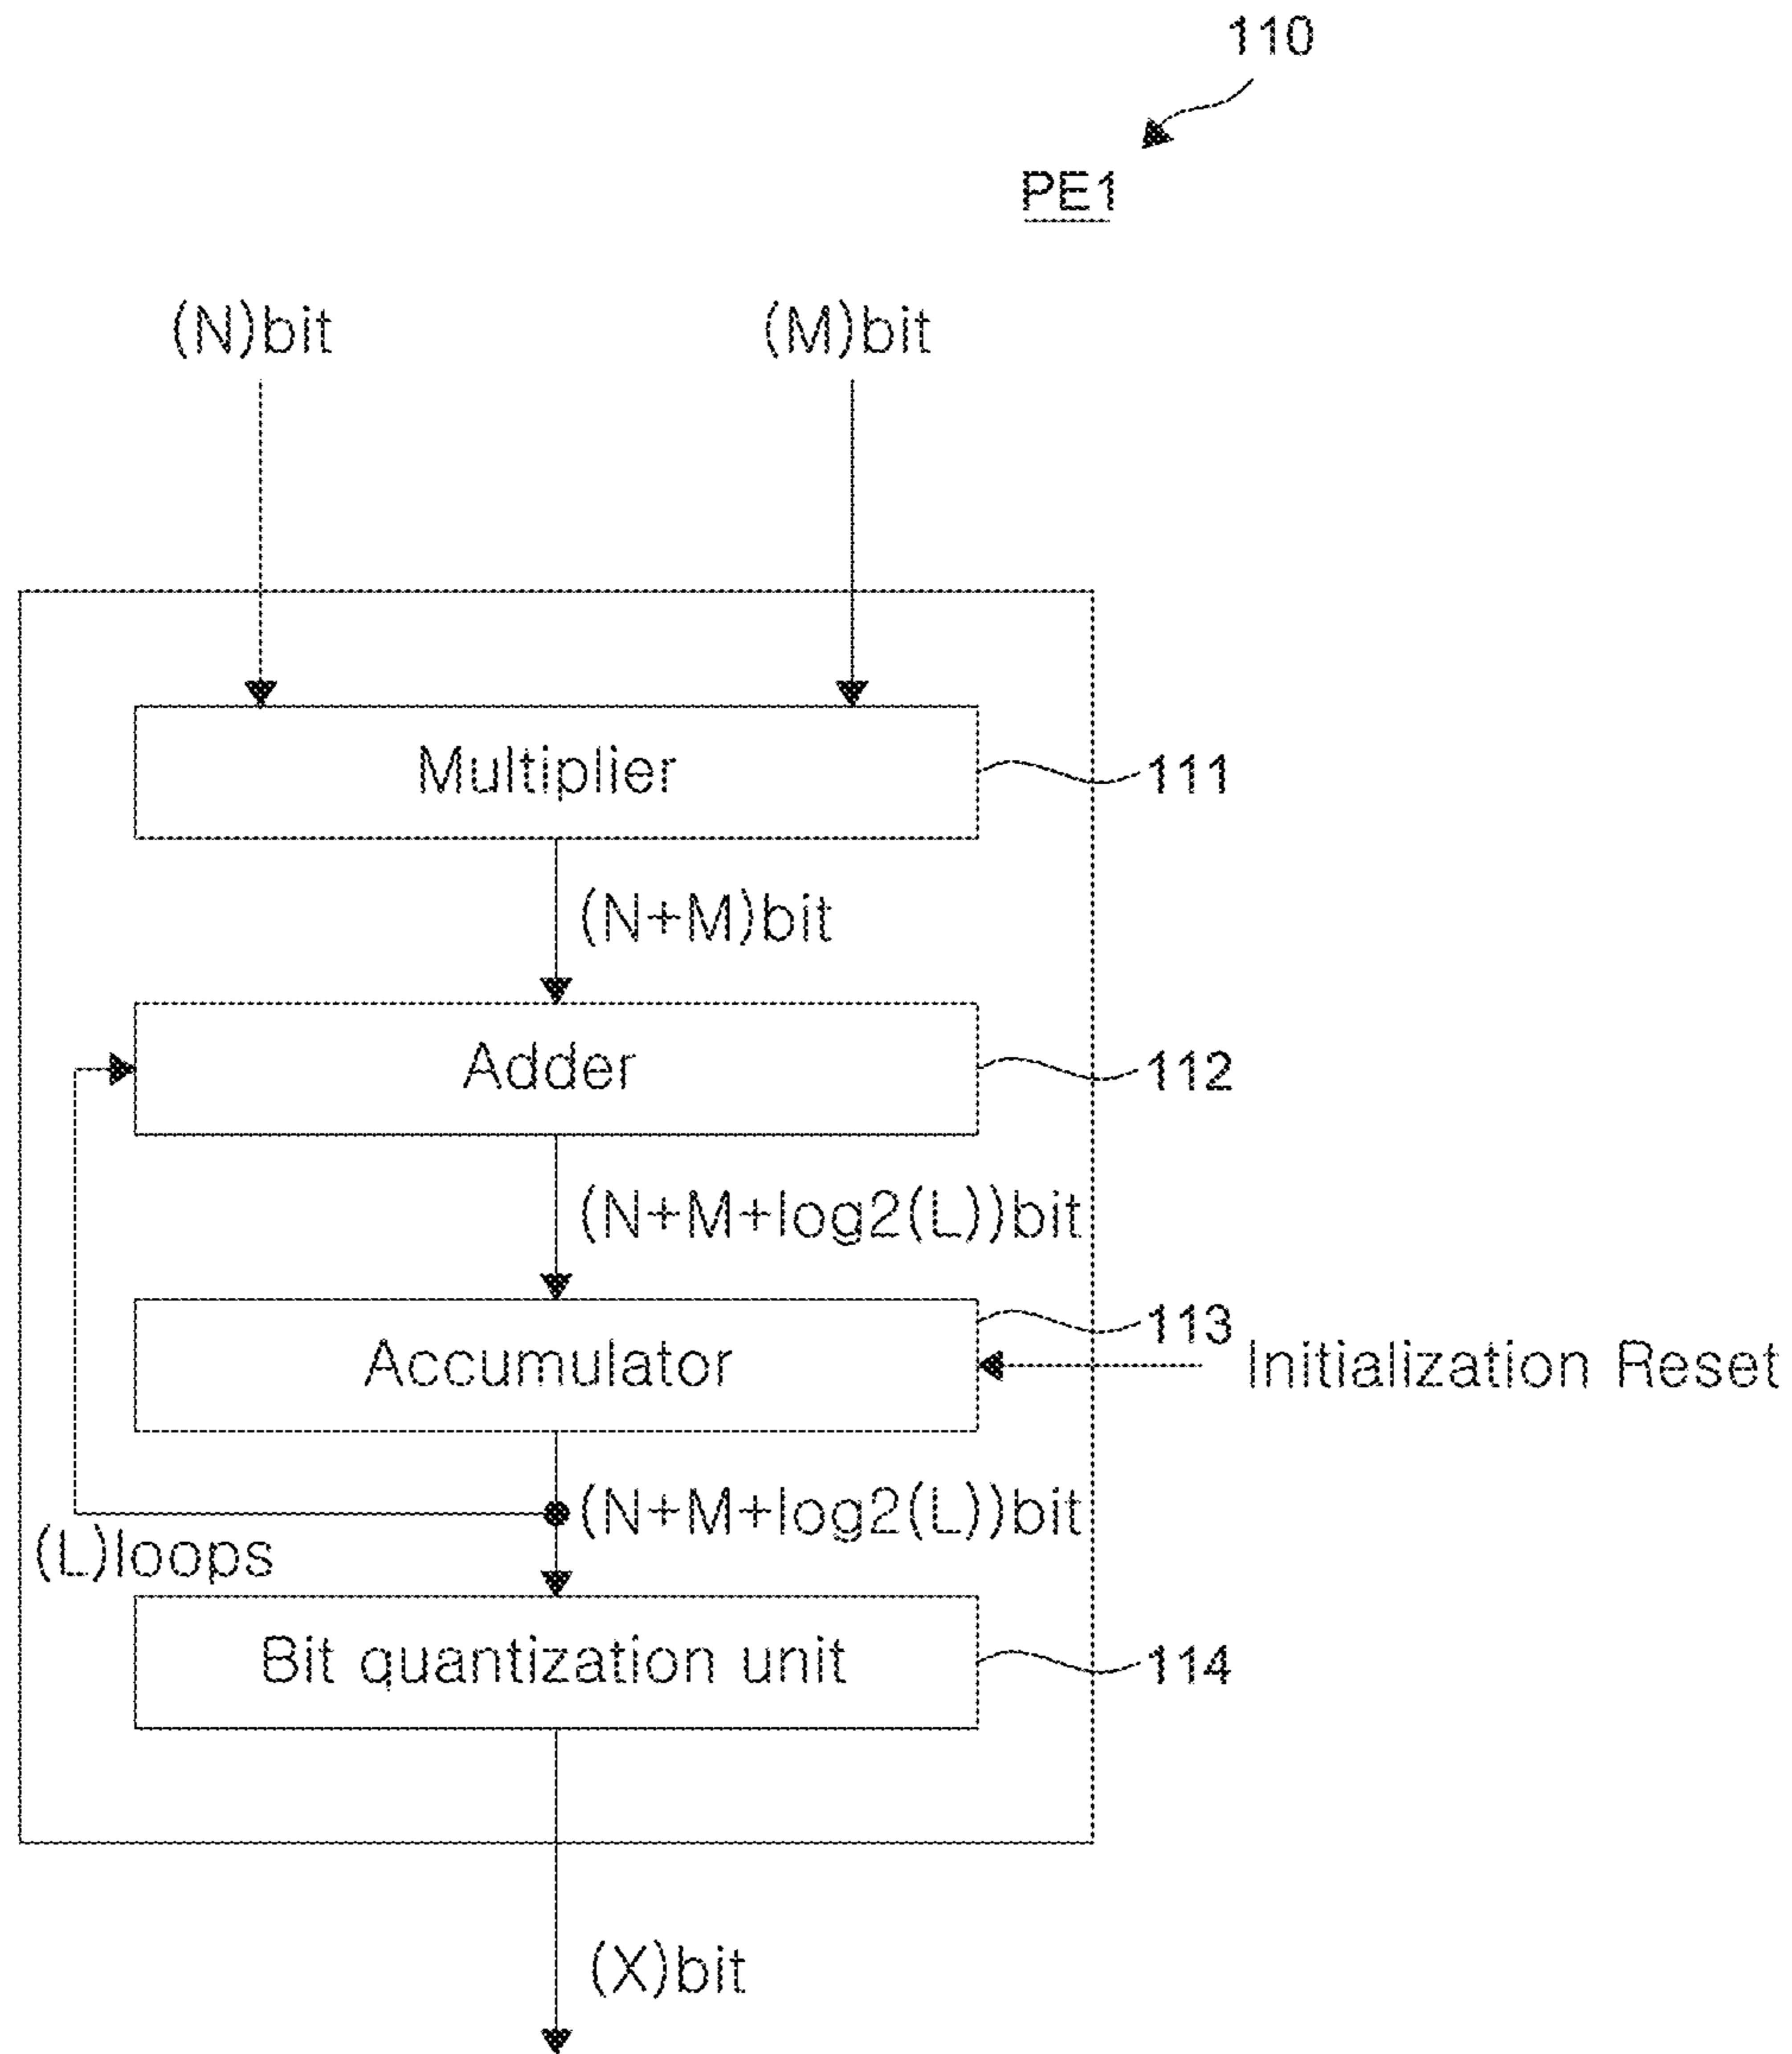 110
PE1
(N)bit
(M)bit
Multiplier
111
(N+M)bit
Adder
112
(N+M+log2(L))bit
Accumulator
113
Initialization Reset
(N+M+log2(L))bit
(L)loops
Bit quantization unit
114
(X)bit